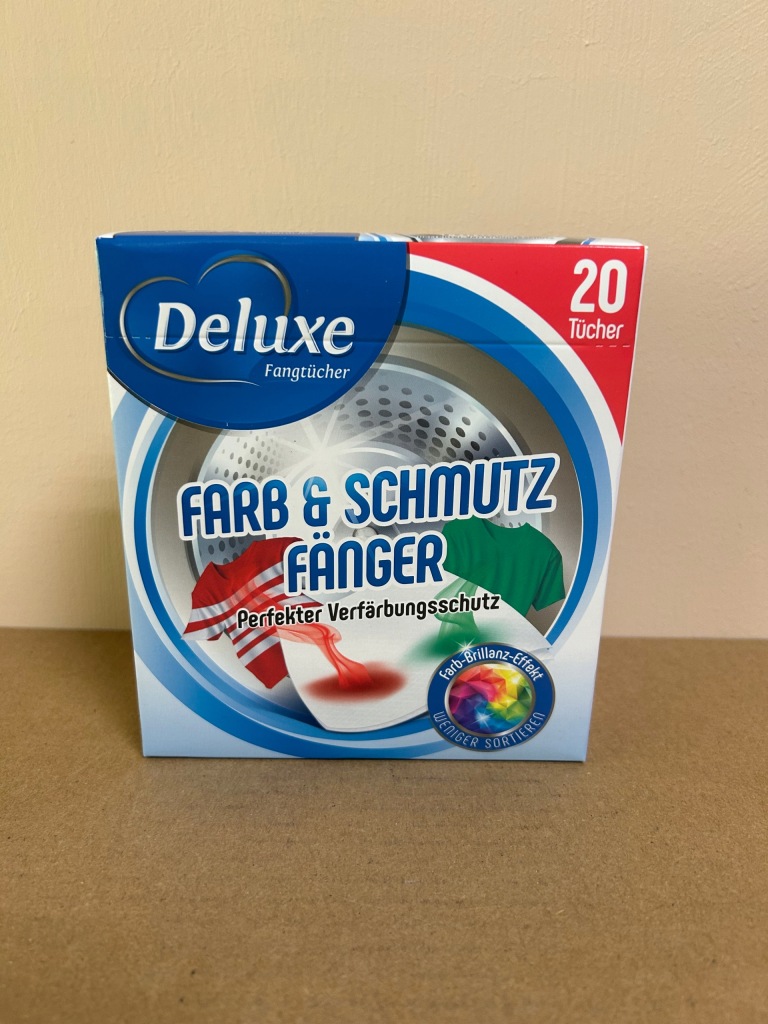 Deluxe
Fangtücher
20
Tücher
FARB & SCHMUTZ
FÄNGER
Perfekter Verfärbungsschutz
Farb-Brillanz-Effekt
WENIGER SORTIEREN